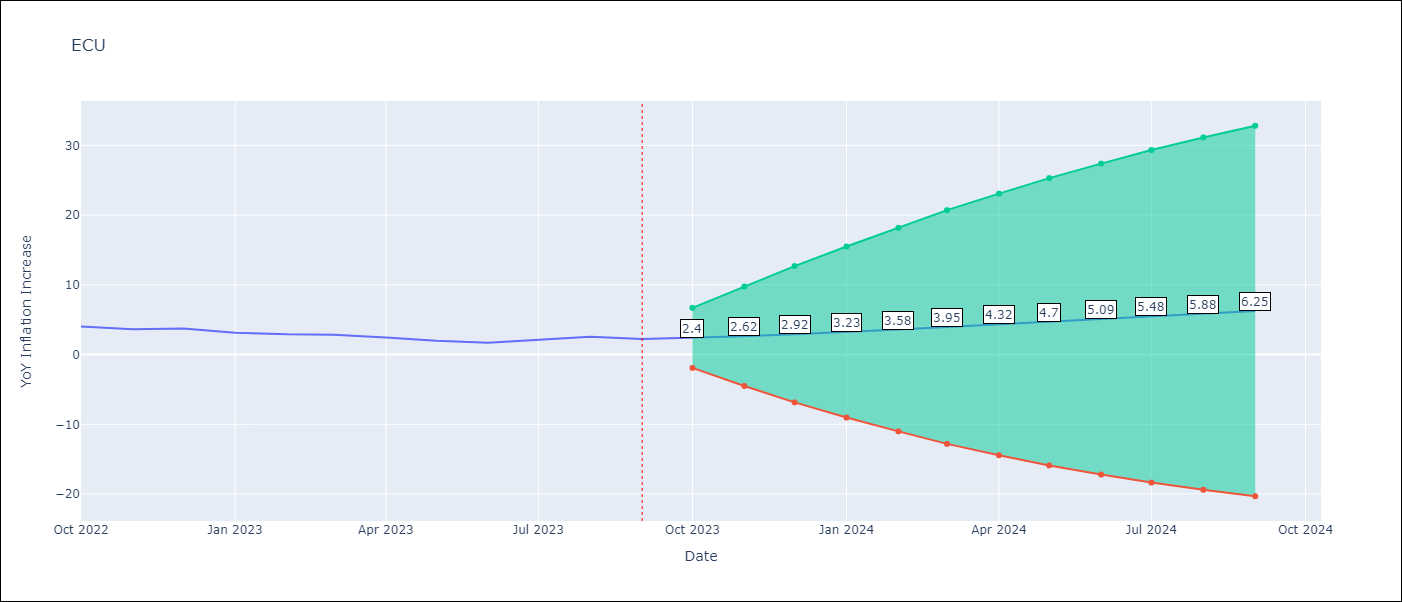 ECU
YoY Inflation Increase
30
20
10
0
−10
−20
2.4
2.62
2.92
3.23
3.58
3.95
4.32
4.7
5.09
5.48
5.88
6.25
Oct 2022
Jan 2023
Apr 2023
Jul 2023
Oct 2023
Jan 2024
Apr 2024
Jul 2024
Oct 2024
Date